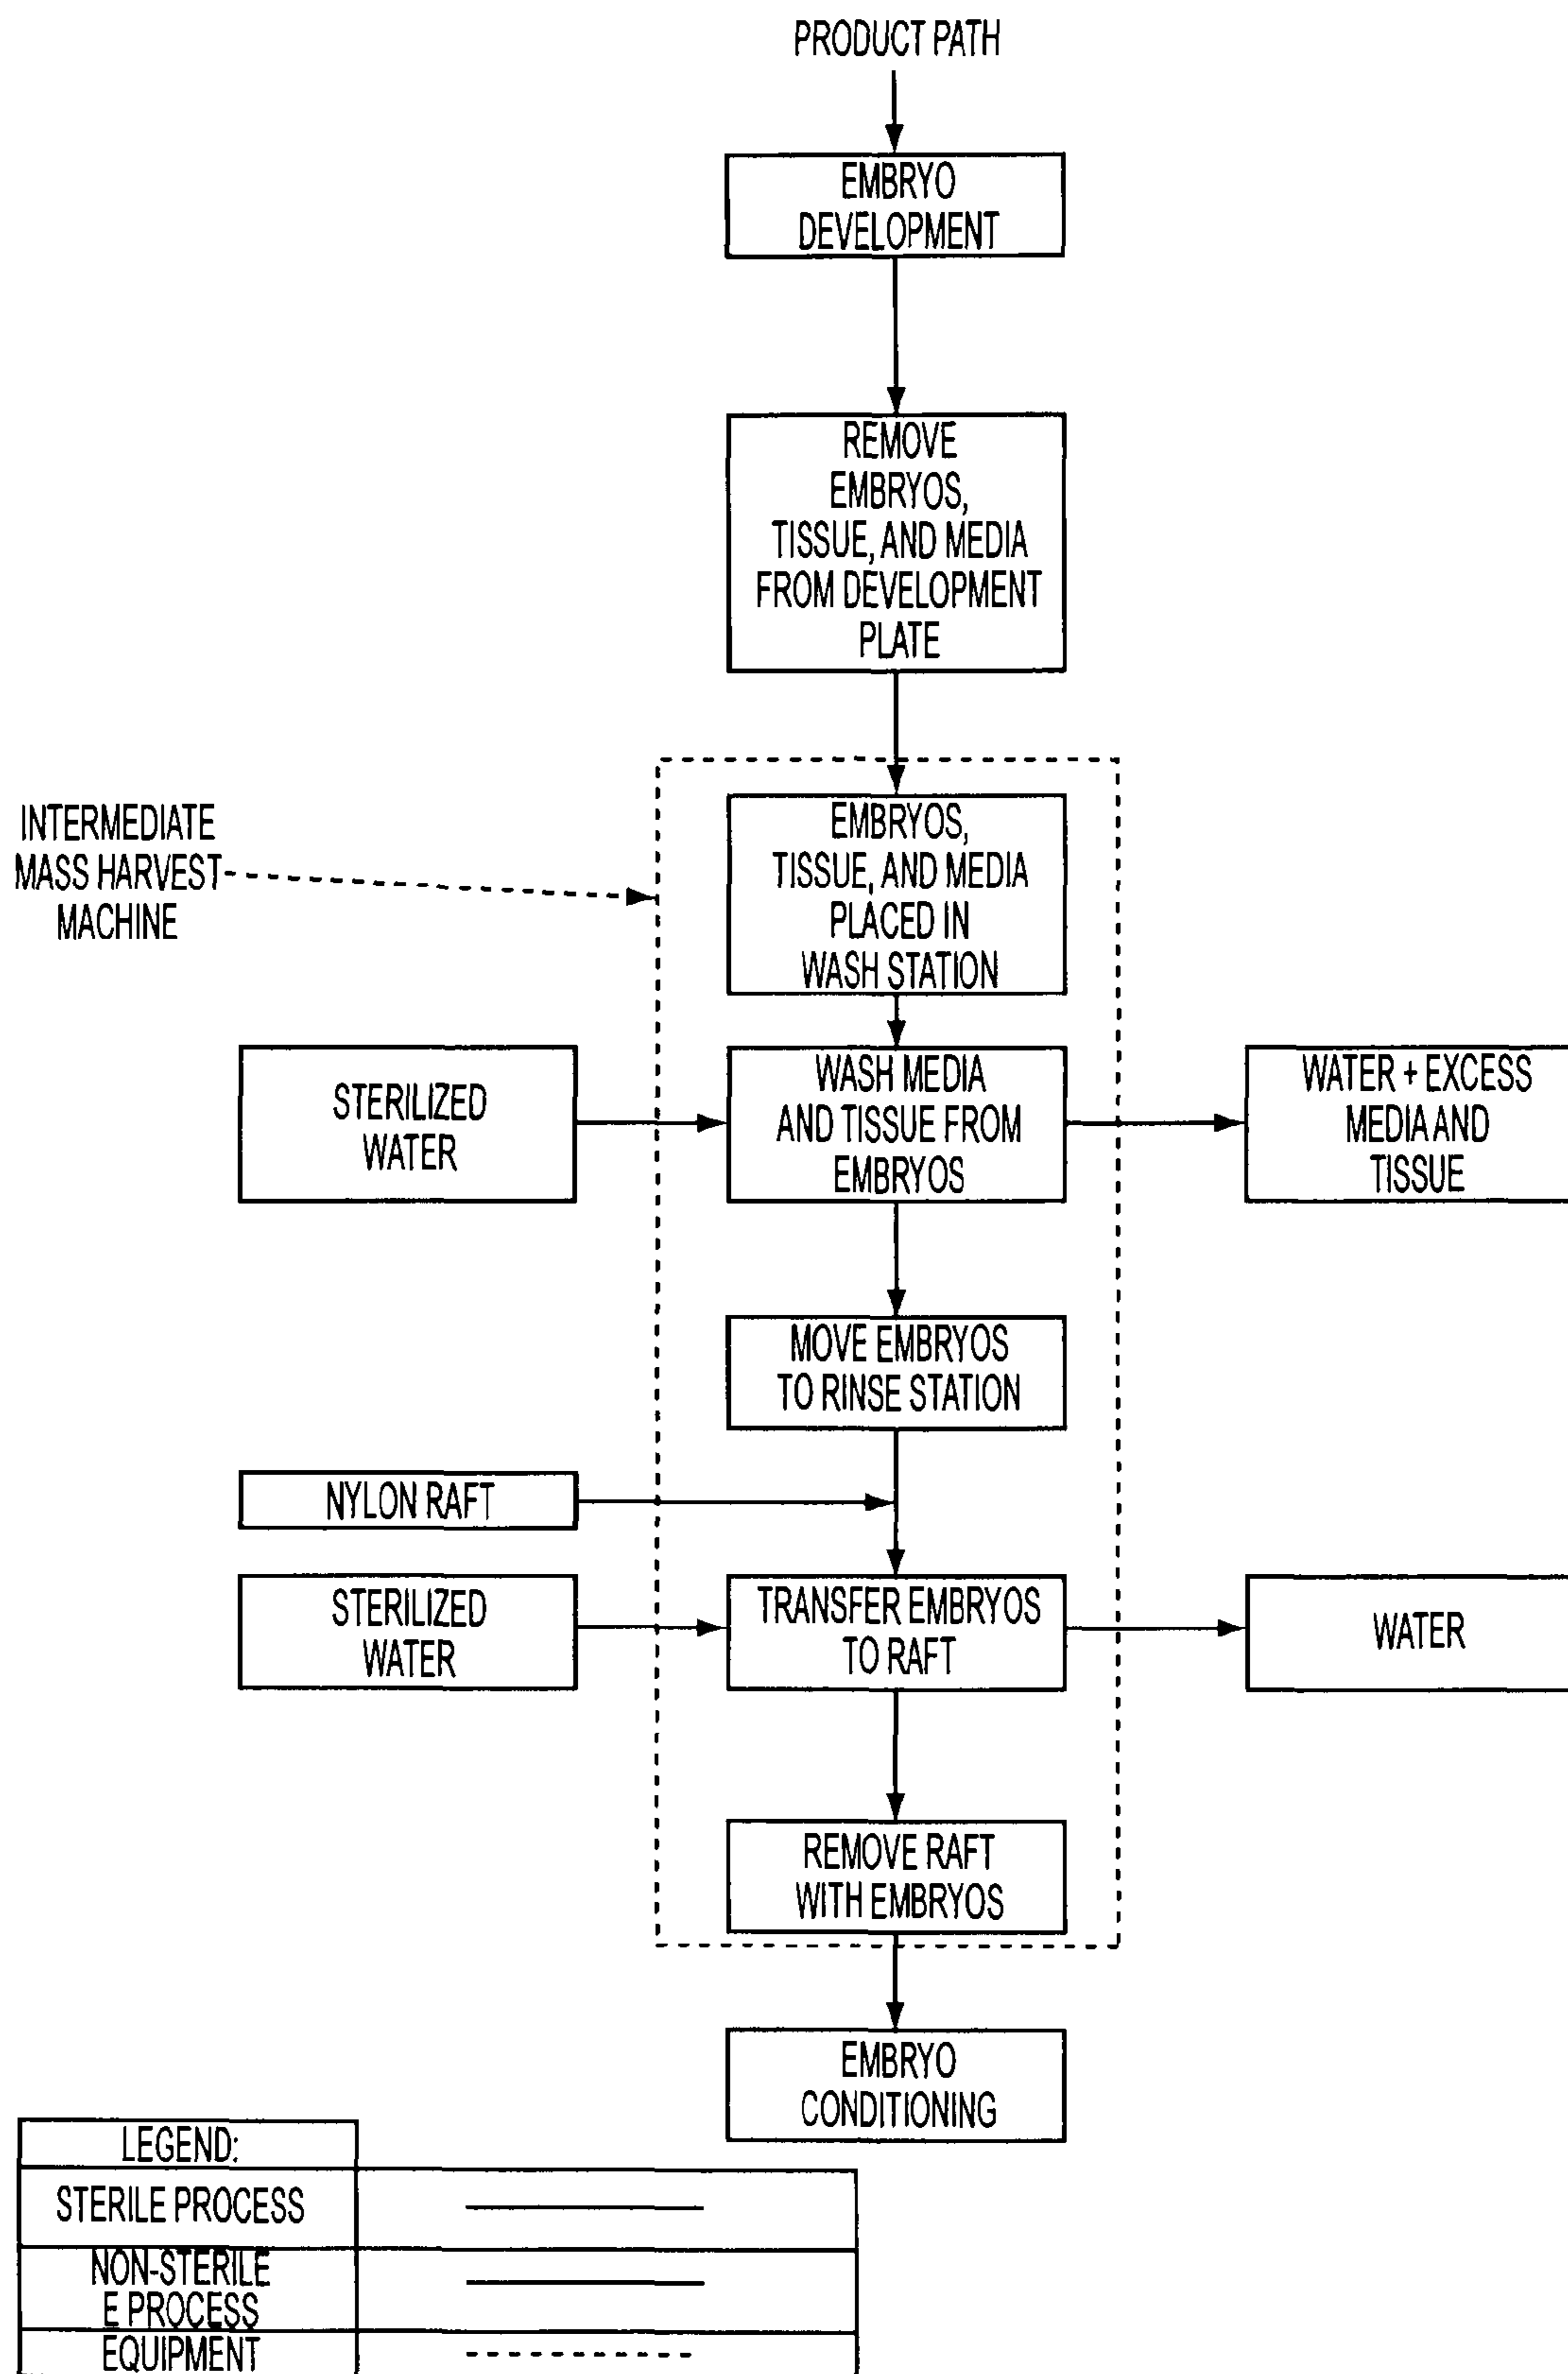 PRODUCT PATH
EMBRYO
DEVELOPMENT
REMOVE
EMBRYOS,
TISSUE, AND MEDIA
FROM DEVELOPMENT
PLATE
INTERMEDIATE
MASS HARVEST
MACHINE
EMBRYOS,
TISSUE, AND MEDIA
PLACED IN
WASH STATION
STERILIZED
WATER
WASH MEDIA
AND TISSUE FROM
EMBRYOS
WATER + EXCESS
MEDIA AND
TISSUE
MOVE EMBRYOS
TO RINSE STATION
NYLON RAFT
STERILIZED
WATER
TRANSFER EMBRYOS
TO RAFT
WATER
REMOVE RAFT
WITH EMBRYOS
EMBRYO
CONDITIONING
LEGEND:
STERILE PROCESS
NON-STERILE
E PROCESS
EQUIPMENT